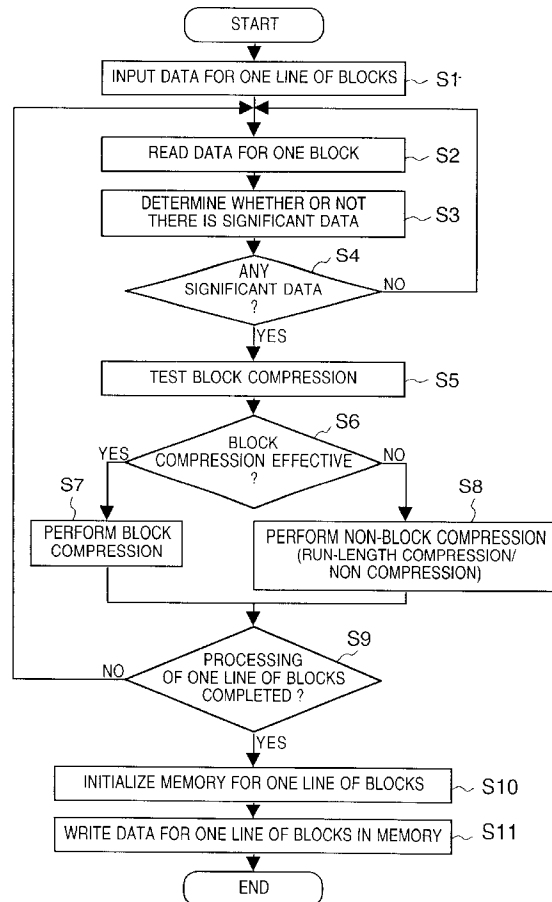 START
INPUT DATA FOR ONE LINE OF BLOCKS
S1
READ DATA FOR ONE BLOCK
S2
DETERMINE WHETHER OR NOT
THERE IS SIGNIFICANT DATA
S3
S4
ANY
SIGNIFICANT DATA
?
NO
YES
TEST BLOCK COMPRESSION
S5
S6
BLOCK
COMPRESSION EFFECTIVE
?
YES
NO
S7
PERFORM BLOCK
COMPRESSION
S8
PERFORM NON-BLOCK COMPRESSION
(RUN-LENGTH COMPRESSION/
NON COMPRESSION)
S9
PROCESSING
OF ONE LINE OF BLOCKS
COMPLETED ?
NO
YES
INITIALIZE MEMORY FOR ONE LINE OF BLOCKS
S10
WRITE DATA FOR ONE LINE OF BLOCKS IN MEMORY
S11
END